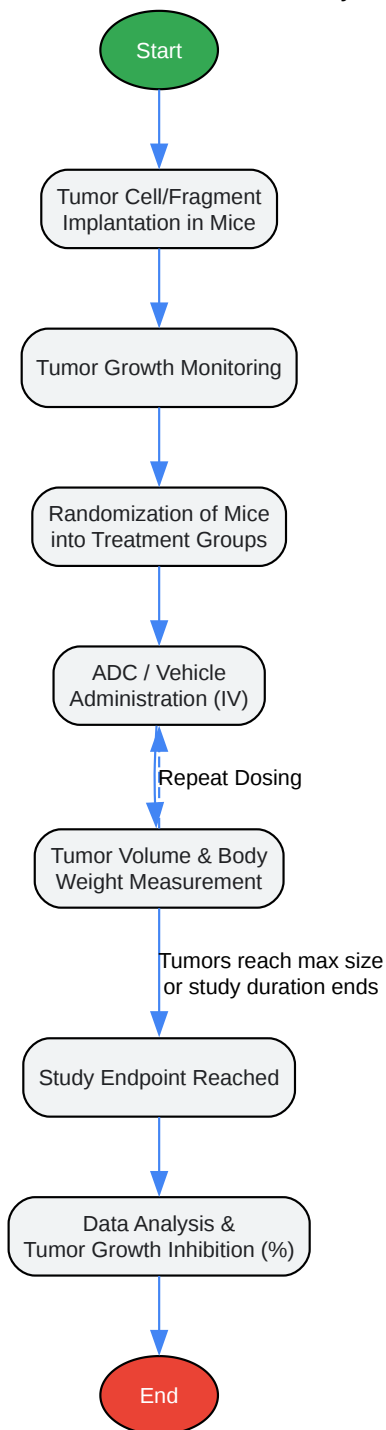 Start
Tumor Cell/Fragment
Implantation in Mice
Tumor Growth Monitoring
Randomization of Mice
into Treatment Groups
ADC / Vehicle
Administration (IV)
Repeat Dosing
Tumor Volume & Body
Weight Measurement
Tumors reach max size
or study duration ends
Study Endpoint Reached
Data Analysis &
Tumor Growth Inhibition (%)
End